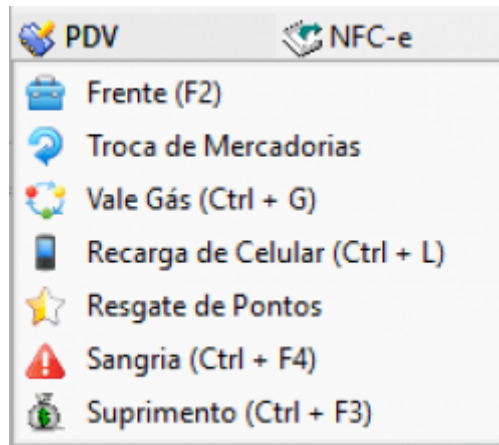 PDV NFC-e
Frente (F2)
Troca de Mercadorias
Vale Gás (Ctrl + G)
Recarga de Celular (Ctrl + L)
Resgate de Pontos
Sangria (Ctrl + F4)
Suprimento (Ctrl + F3)